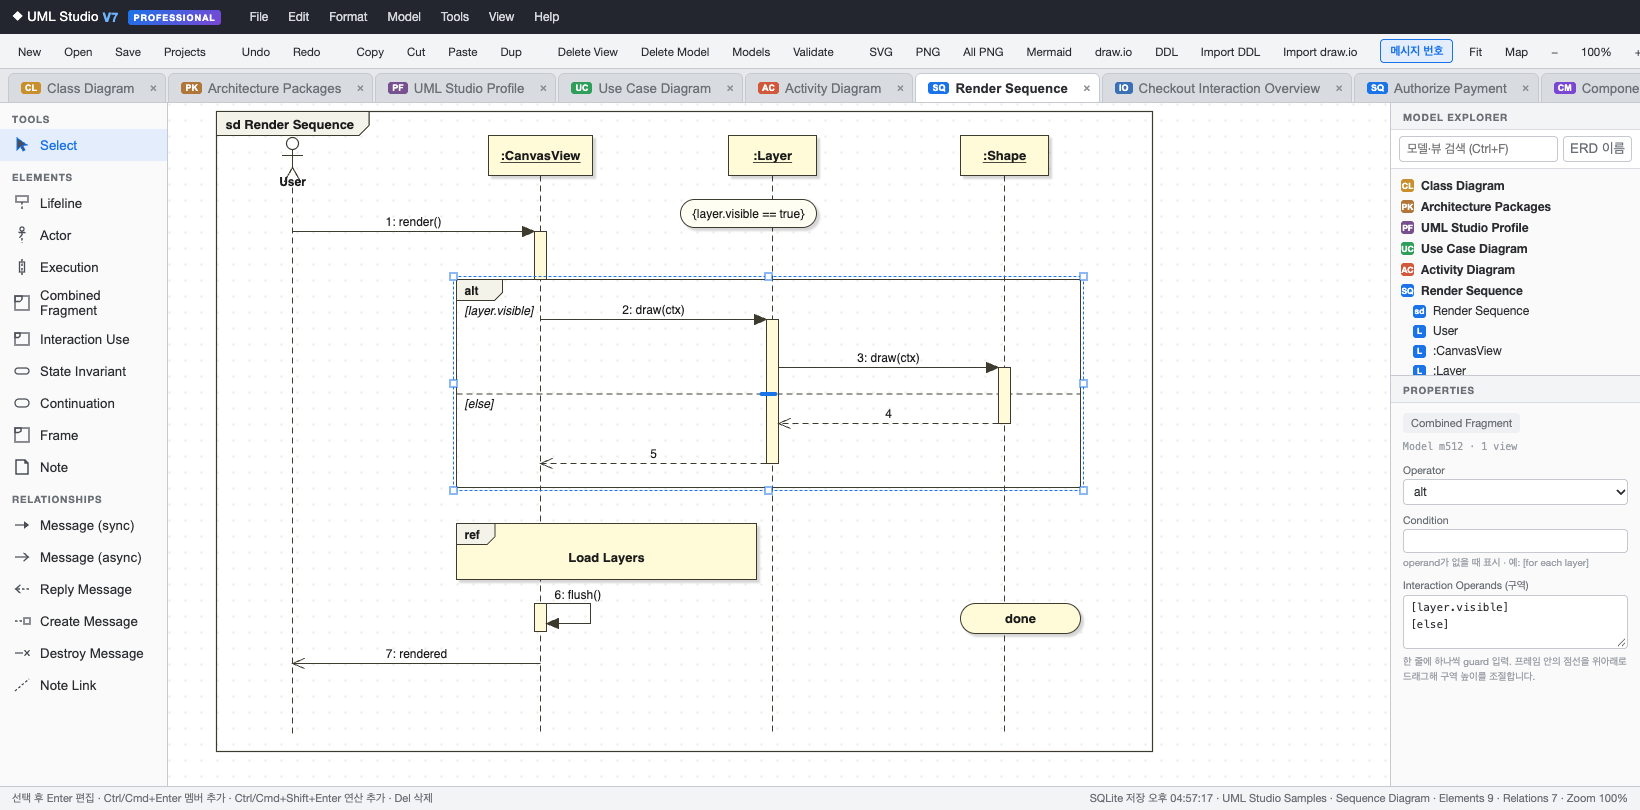 ❖ UML Studio V7 PROFESSIONAL File Edit Format Model Tools View Help
New Open Save Projects Undo Redo Copy Cut Paste Dup Delete View Delete Model Models Validate SVG PNG All PNG Mermaid draw.io DDL Import DDL Import draw.io 메시지 번호 Fit Map − 100% +
CL Class Diagram × PK Architecture Packages × PF UML Studio Profile × UC Use Case Diagram × AC Activity Diagram × SQ Render Sequence × IO Checkout Interaction Overview × SQ Authorize Payment × CM Compone
TOOLS
Select
ELEMENTS
Lifeline
Actor
Execution
Combined
Fragment
Interaction Use
State Invariant
Continuation
Frame
Note
RELATIONSHIPS
Message (sync)
Message (async)
Reply Message
Create Message
Destroy Message
Note Link
sd Render Sequence
User
:CanvasView
:Layer
:Shape
{layer.visible == true}
1: render()
alt
[layer.visible]
2: draw(ctx)
3: draw(ctx)
[else]
4
5
ref
Load Layers
6: flush()
done
7: rendered
MODEL EXPLORER
모델·뷰 검색 (Ctrl+F) ERD 이름
CL Class Diagram
PK Architecture Packages
PF UML Studio Profile
UC Use Case Diagram
AC Activity Diagram
SQ Render Sequence
sd Render Sequence
L User
L :CanvasView
L :Layer
PROPERTIES
Combined Fragment
Model m512 · 1 view
Operator
alt
Condition
operand가 없을 때 표시 · 예: [for each layer]
Interaction Operands (구역)
[layer.visible]
[else]
한 줄에 하나씩 guard 입력. 프레임 안의 점선을 위아래로
드래그해 구역 높이를 조절합니다.
선택 후 Enter 편집 · Ctrl/Cmd+Enter 멤버 추가 · Ctrl/Cmd+Shift+Enter 연산 추가 · Del 삭제
SQLite 저장 오후 04:57:17 · UML Studio Samples · Sequence Diagram · Elements 9 · Relations 7 · Zoom 100%